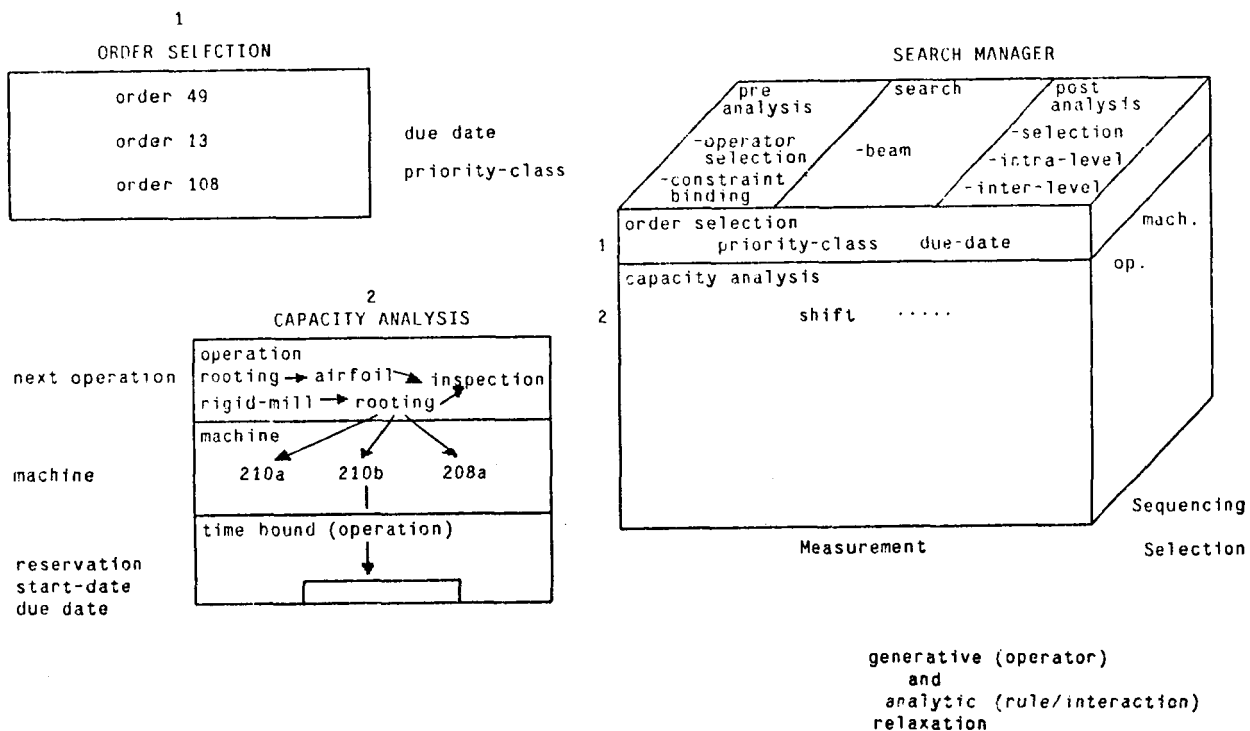 1
ORDER SELECTION
order 49
order 13
order 108
due date
priority-class
2
CAPACITY ANALYSIS
operation
next operation
rooting airfoil inspection
rigid-mill rooting
machine
machine
210a 210b 208a
time bound (operation)
reservation
start-date
due date
SEARCH MANAGER
pre
analysis
-operator
selection
-constraint
binding
search
-beam
post
analysis
-selection
-intra-level
-inter-level
1
order selection
priority-class due-date
2
capacity analysis
shift .....
mach.
op.
Sequencing
Measurement
Selection
generative (operator)
and
analytic (rule/interaction)
relaxation